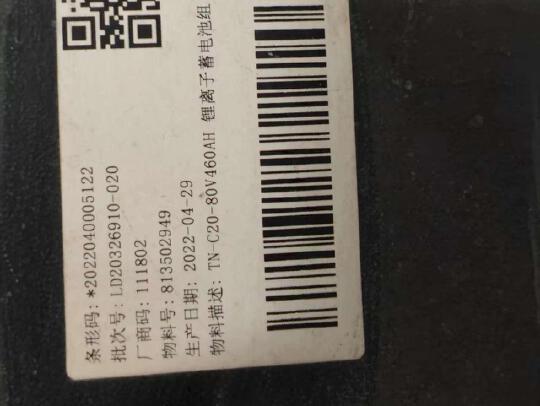 条形码: *2022040005122
批次号: LD20326910-020
厂商码: 111802
物料号: 813502949
生产日期: 2022-04-29
物料描述: TN-C20-80V460AH 锂离子蓄电池组